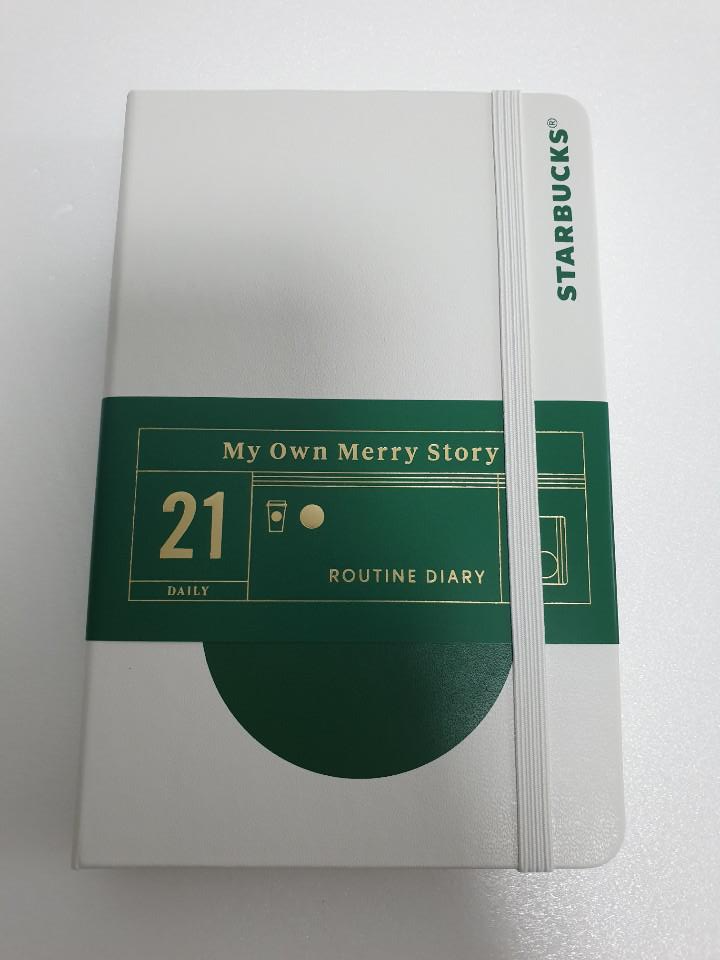 STARBUCKS®
My Own Merry Story
21
DAILY
ROUTINE DIARY